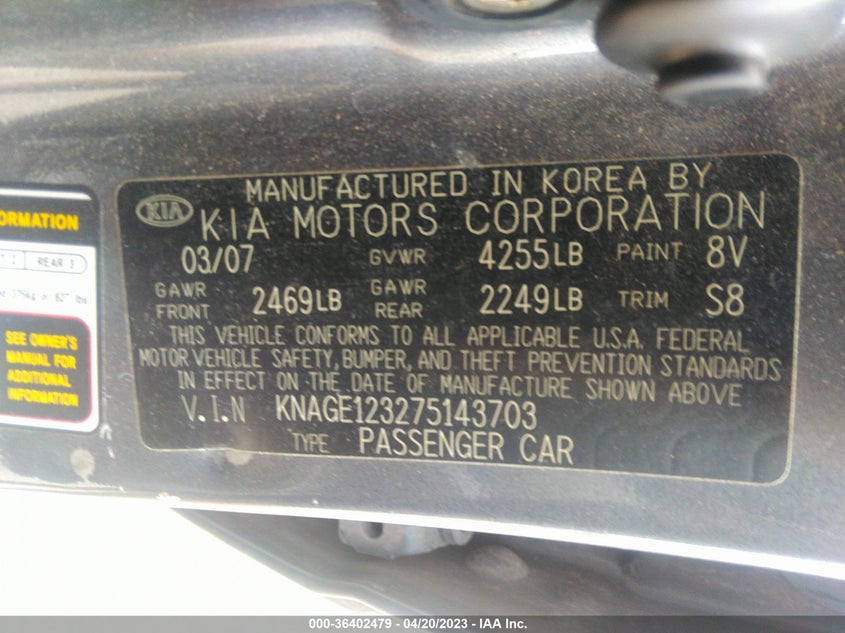 MANUFACTURED IN KOREA BY
KIA KIA MOTORS CORPORATION
03/07 GVWR 4255LB PAINT 8V
GAWR FRONT 2469LB GAWR REAR 2249LB TRIM S8
THIS VEHICLE CONFORMS TO ALL APPLICABLE U.S.A. FEDERAL
MOTOR VEHICLE SAFETY, BUMPER, AND THEFT PREVENTION STANDARDS
IN EFFECT ON THE DATE OF MANUFACTURE SHOWN ABOVE
V.I.N KNAGE123275143703
TYPE PASSENGER CAR
ORMATION
REAR 3
SEE OWNER'S
MANUAL FOR
ADDITIONAL
INFORMATION
000-36402479 - 04/20/2023 - IAA Inc.